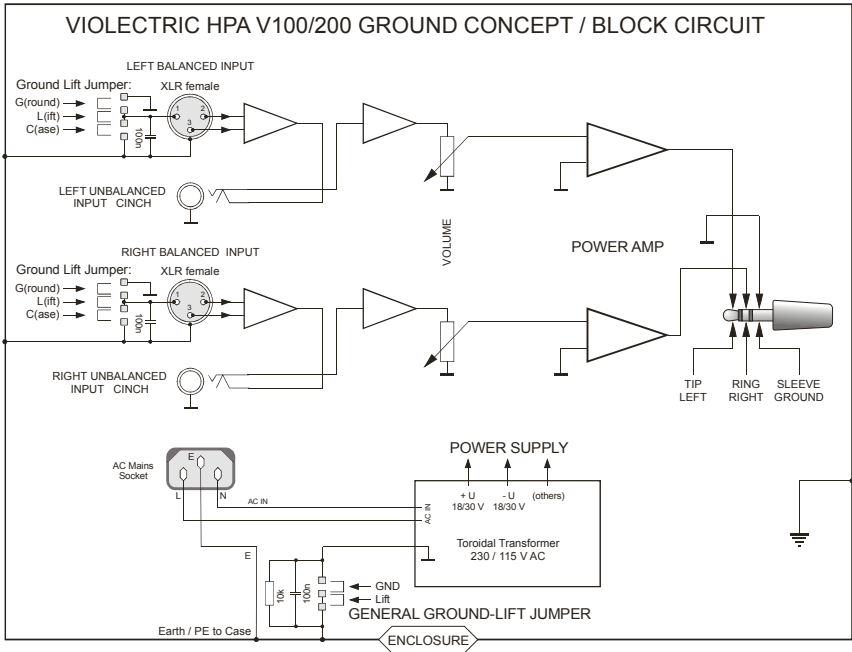 VIOLECTRIC HPA V100/200 GROUND CONCEPT / BLOCK CIRCUIT
LEFT BALANCED INPUT
Ground Lift Jumper:
XLR female
G(round)
L(ift)
C(ase)
1
2
3
100n
LEFT UNBALANCED
INPUT CINCH
VOLUME
POWER AMP
RIGHT BALANCED INPUT
Ground Lift Jumper:
XLR female
G(round)
L(ift)
C(ase)
1
2
3
100n
RIGHT UNBALANCED
INPUT CINCH
TIP
LEFT
RING
RIGHT
SLEEVE
GROUND
AC Mains
Socket
E
L
N
AC IN
POWER SUPPLY
+ U
18/30 V
- U
18/30 V
(others)
AC IN
AC IN
Toroidal Transformer
230 / 115 V AC
E
10k
100n
GND
Lift
GENERAL GROUND-LIFT JUMPER
Earth / PE to Case
ENCLOSURE